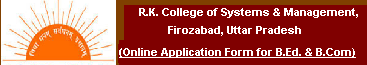 R.K. College of Systems & Management,
Firozabad, Uttar Pradesh
(Online Application Form for B.Ed. & B.Com)